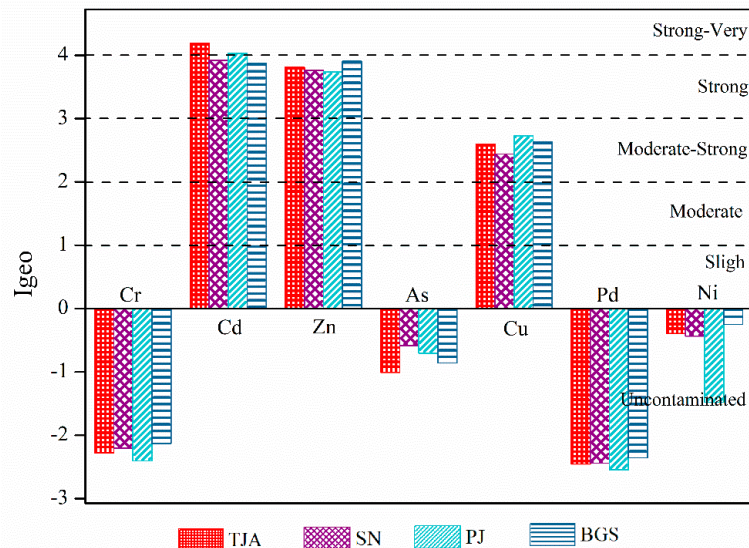 Strong-Very
4
Strong
3
Moderate-Strong
2
Moderate
1
Sligh
Igeo
Cr
As
Pd
Ni
0
Cd
Zn
Cu
-1
Uncontaminated
-2
-3
TJA
SN
PJ
BGS